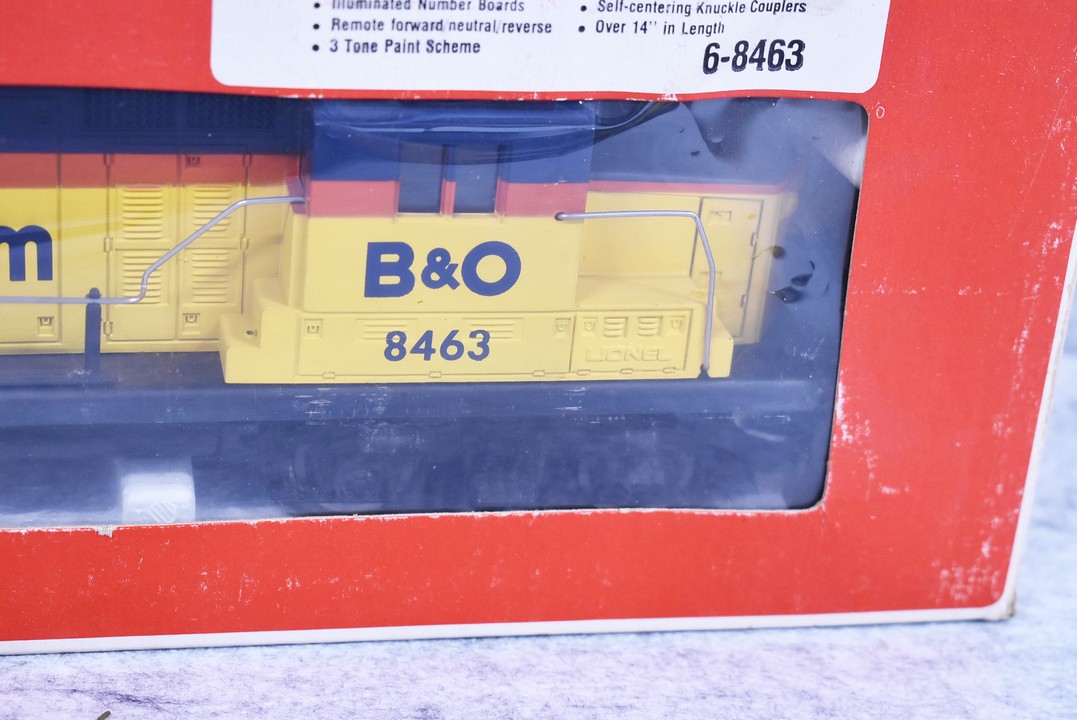 • Illuminated Number Boards
• Remote forward/neutral/reverse
• 3 Tone Paint Scheme
• Self-centering Knuckle Couplers
• Over 14'' in Length
6-8463
m
B&O
8463
LIONEL